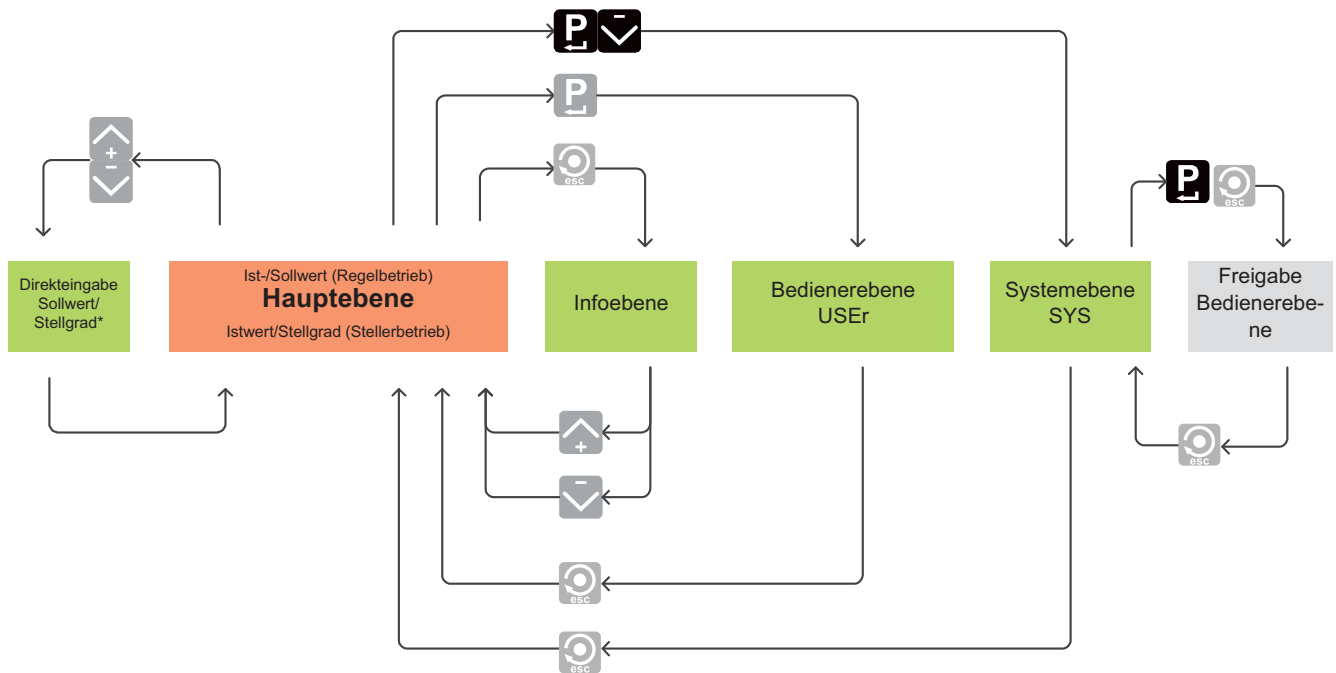 P
−
P
esc
+
−
P
esc
Direkteingabe
Sollwert/
Stellgrad*
Ist-/Sollwert (Regelbetrieb)
Hauptebene
Istwert/Stellgrad (Stellerbetrieb)
Infoebene
Bedienerebene
USEr
Systemebene
SYS
Freigabe
Bedienerebe-
ne
+
−
esc
esc
esc